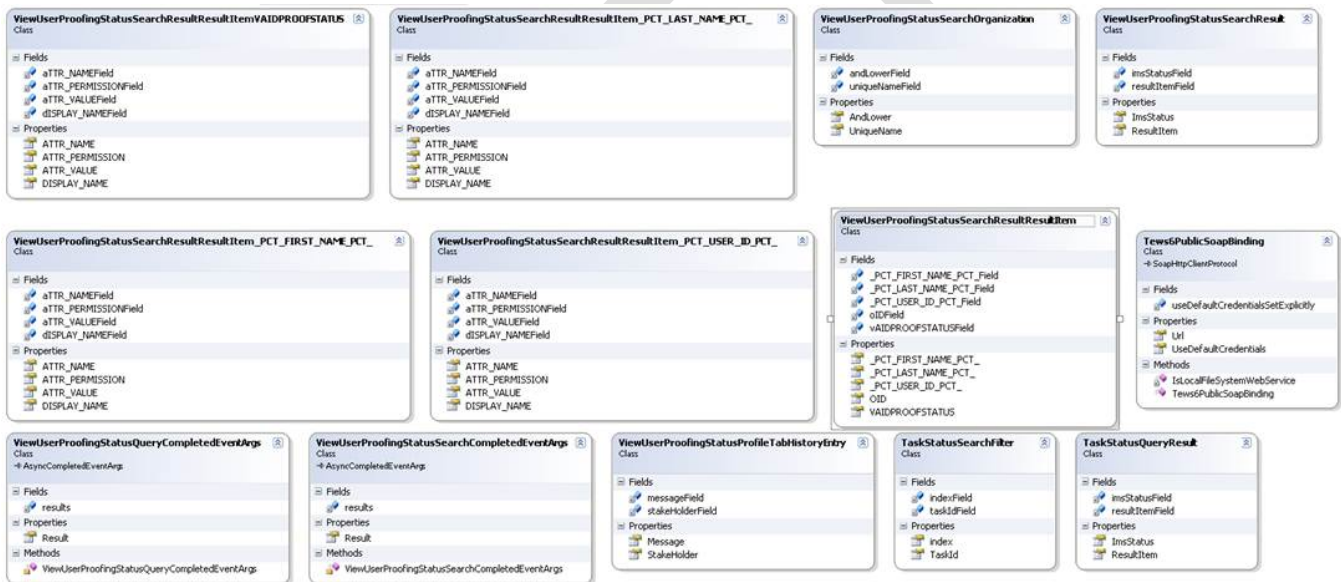 ViewUserProofingStatusSearchResultResultItemVAIDPROOFSTATUS
Class
Fields
aTTR_NAMEField
aTTR_PERMISSIONField
aTTR_VALUEField
dISPLAY_NAMEField
Properties
ATTR_NAME
ATTR_PERMISSION
ATTR_VALUE
DISPLAY_NAME
ViewUserProofingStatusSearchResultResultItem_PCT_LAST_NAME_PCT_
Class
Fields
aTTR_NAMEField
aTTR_PERMISSIONField
aTTR_VALUEField
dISPLAY_NAMEField
Properties
ATTR_NAME
ATTR_PERMISSION
ATTR_VALUE
DISPLAY_NAME
ViewUserProofingStatusSearchOrganization
Class
Fields
andLowerField
uniqueNameField
Properties
AndLower
UniqueName
ViewUserProofingStatusSearchResult
Class
Fields
imsStatusField
resultItemField
Properties
ImsStatus
ResultItem
ViewUserProofingStatusSearchResultResultItem_PCT_FIRST_NAME_PCT_
Class
Fields
aTTR_NAMEField
aTTR_PERMISSIONField
aTTR_VALUEField
dISPLAY_NAMEField
Properties
ATTR_NAME
ATTR_PERMISSION
ATTR_VALUE
DISPLAY_NAME
ViewUserProofingStatusSearchResultResultItem_PCT_USER_ID_PCT_
Class
Fields
aTTR_NAMEField
aTTR_PERMISSIONField
aTTR_VALUEField
dISPLAY_NAMEField
Properties
ATTR_NAME
ATTR_PERMISSION
ATTR_VALUE
DISPLAY_NAME
ViewUserProofingStatusSearchResultResultItem
Class
Fields
_PCT_FIRST_NAME_PCT_Field
_PCT_LAST_NAME_PCT_Field
_PCT_USER_ID_PCT_Field
oIDField
vAIDPROOFSTATUSField
Properties
_PCT_FIRST_NAME_PCT_
_PCT_LAST_NAME_PCT_
_PCT_USER_ID_PCT_
OID
VAIDPROOFSTATUS
Tews6PublicSoapBinding
Class
SoapHttpClientProtocol
Fields
useDefaultCredentialsSetExplicitly
Properties
Url
UseDefaultCredentials
Methods
IsLocalFileSystemWebService
Tews6PublicSoapBinding
ViewUserProofingStatusQueryCompletedEventArgs
Class
AsyncCompletedEventArgs
Fields
results
Properties
Result
Methods
ViewUserProofingStatusQueryCompletedEventArgs
ViewUserProofingStatusSearchCompletedEventArgs
Class
AsyncCompletedEventArgs
Fields
results
Properties
Result
Methods
ViewUserProofingStatusSearchCompletedEventArgs
ViewUserProofingStatusProfileTabHistoryEntry
Class
Fields
messageField
stakeHolderField
Properties
Message
StakeHolder
TaskStatusSearchFilter
Class
Fields
indexField
taskIdField
Properties
index
TaskId
TaskStatusQueryResult
Class
Fields
imsStatusField
resultItemField
Properties
ImsStatus
ResultItem